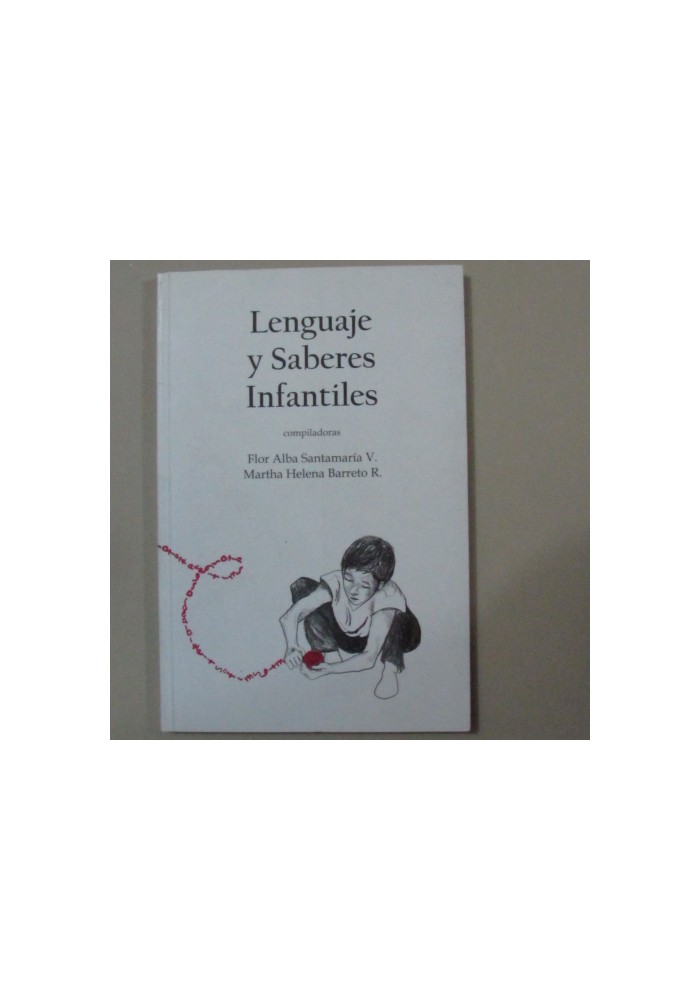 Lenguaje
y Saberes
Infantiles
compiladoras
Flor Alba Santamaría V.
Martha Helena Barreto R.